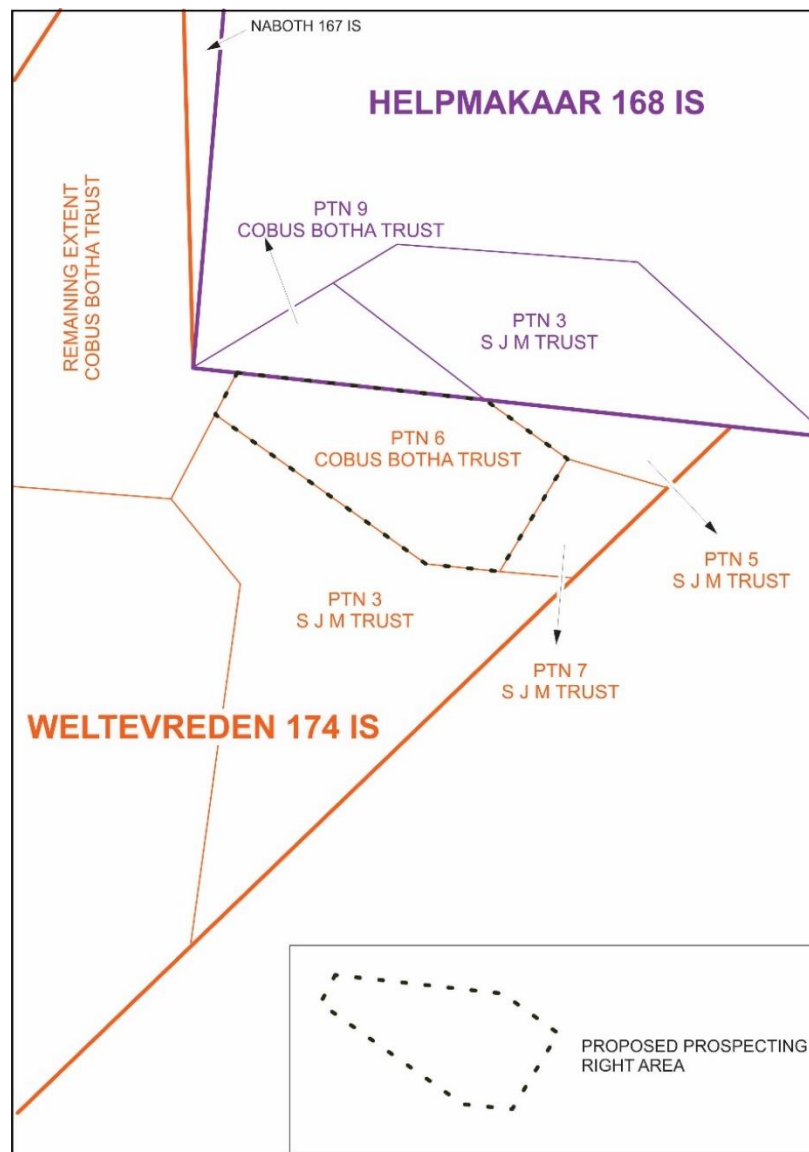 NABOTH 167 IS
HELPMAKAAR 168 IS
REMAINING EXTENT
COBUS BOTHA TRUST
PTN 9
COBUS BOTHA TRUST
PTN 3
S J M TRUST
PTN 6
COBUS BOTHA TRUST
PTN 5
S J M TRUST
PTN 3
S J M TRUST
PTN 7
S J M TRUST
WELTEVREDEN 174 IS
PROPOSED PROSPECTING
RIGHT AREA